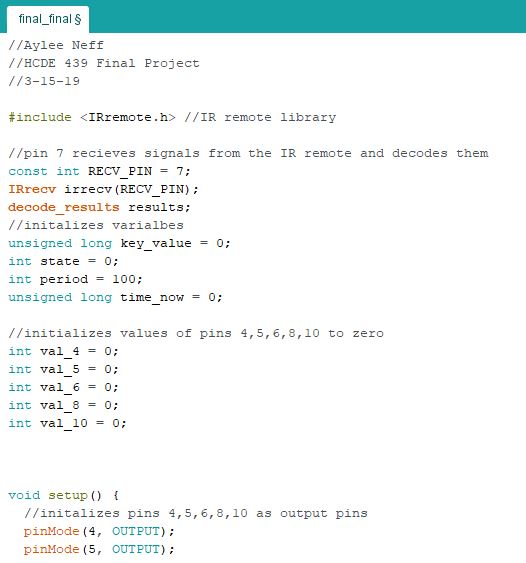 final_final §
//Aylee Neff
//HCDE 439 Final Project
//3-15-19
#include <IRremote.h> //IR remote library
//pin 7 recieves signals from the IR remote and decodes them
const int RECV_PIN = 7;
IRrecv irrecv(RECV_PIN);
decode_results results;
//initalizes varialbes
unsigned long key_value = 0;
int state = 0;
int period = 100;
unsigned long time_now = 0;
//initializes values of pins 4,5,6,8,10 to zero
int val_4 = 0;
int val_5 = 0;
int val_6 = 0;
int val_8 = 0;
int val_10 = 0;
void setup() {
//initalizes pins 4,5,6,8,10 as output pins
pinMode(4, OUTPUT);
pinMode(5, OUTPUT);